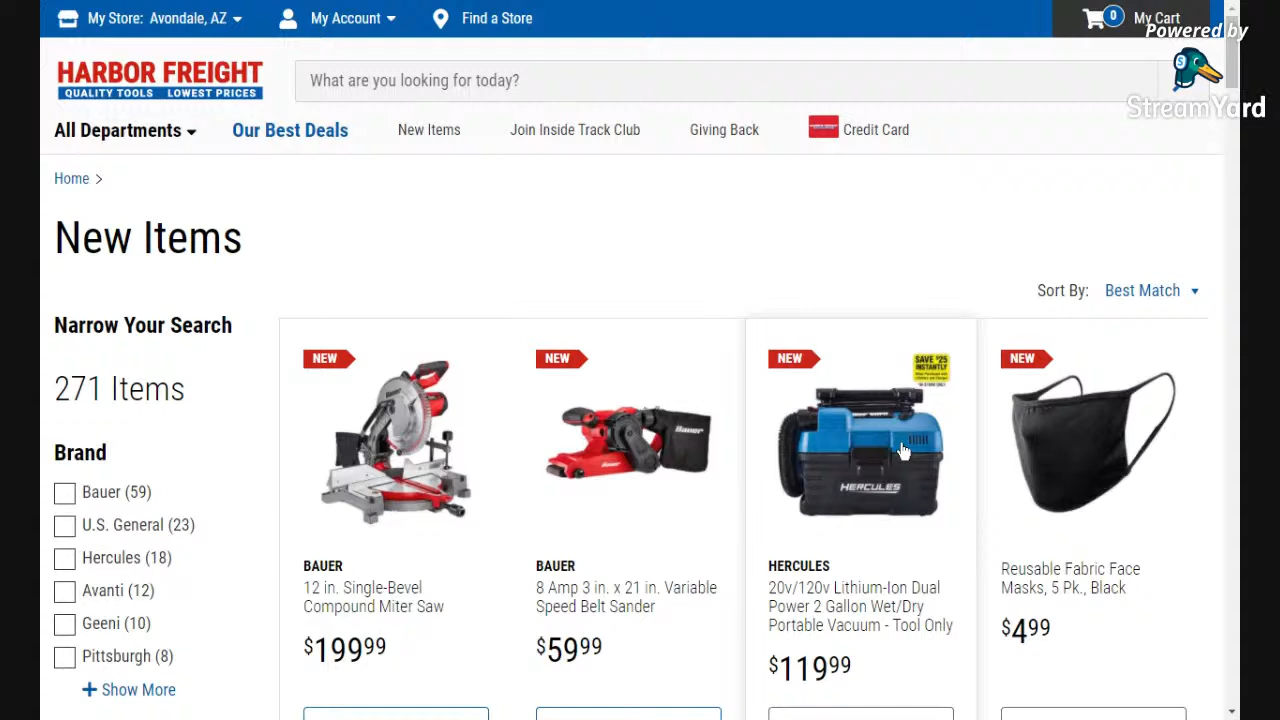 My Store: Avondale, AZ
My Account
Find a Store
0 My Cart
Powered by
StreamYard
HARBOR FREIGHT
QUALITY TOOLS LOWEST PRICES
What are you looking for today?
All Departments
Our Best Deals
New Items
Join Inside Track Club
Giving Back
Credit Card
Home >
New Items
Sort By: Best Match
Narrow Your Search
271 Items
Brand
Bauer (59)
U.S. General (23)
Hercules (18)
Avanti (12)
Geeni (10)
Pittsburgh (8)
+ Show More
NEW
BAUER
12 in. Single-Bevel
Compound Miter Saw
$199.99
NEW
Bauer
BAUER
8 Amp 3 in. x 21 in. Variable
Speed Belt Sander
$59.99
NEW
SAVE $25
INSTANTLY
HERCULES
HERCULES
20v/120v Lithium-Ion Dual
Power 2 Gallon Wet/Dry
Portable Vacuum - Tool Only
$119.99
NEW
Reusable Fabric Face
Masks, 5 Pk., Black
$4.99